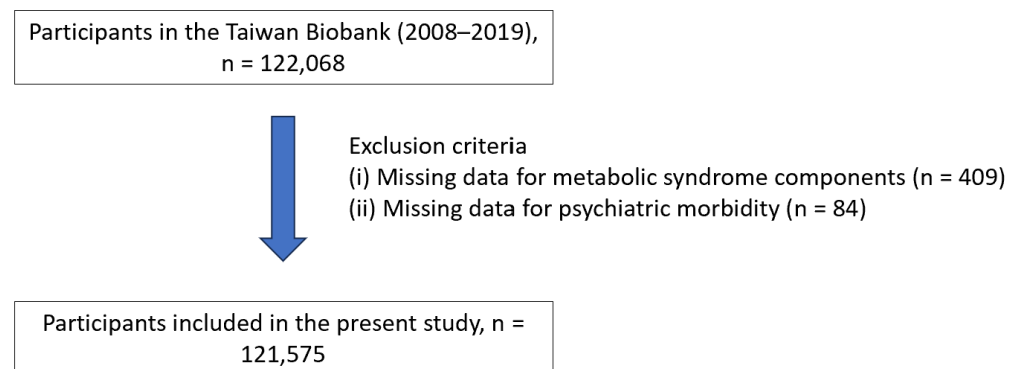 Participants in the Taiwan Biobank (2008–2019),
n = 122,068
Exclusion criteria
(i) Missing data for metabolic syndrome components (n = 409)
(ii) Missing data for psychiatric morbidity (n = 84)
Participants included in the present study, n =
121,575